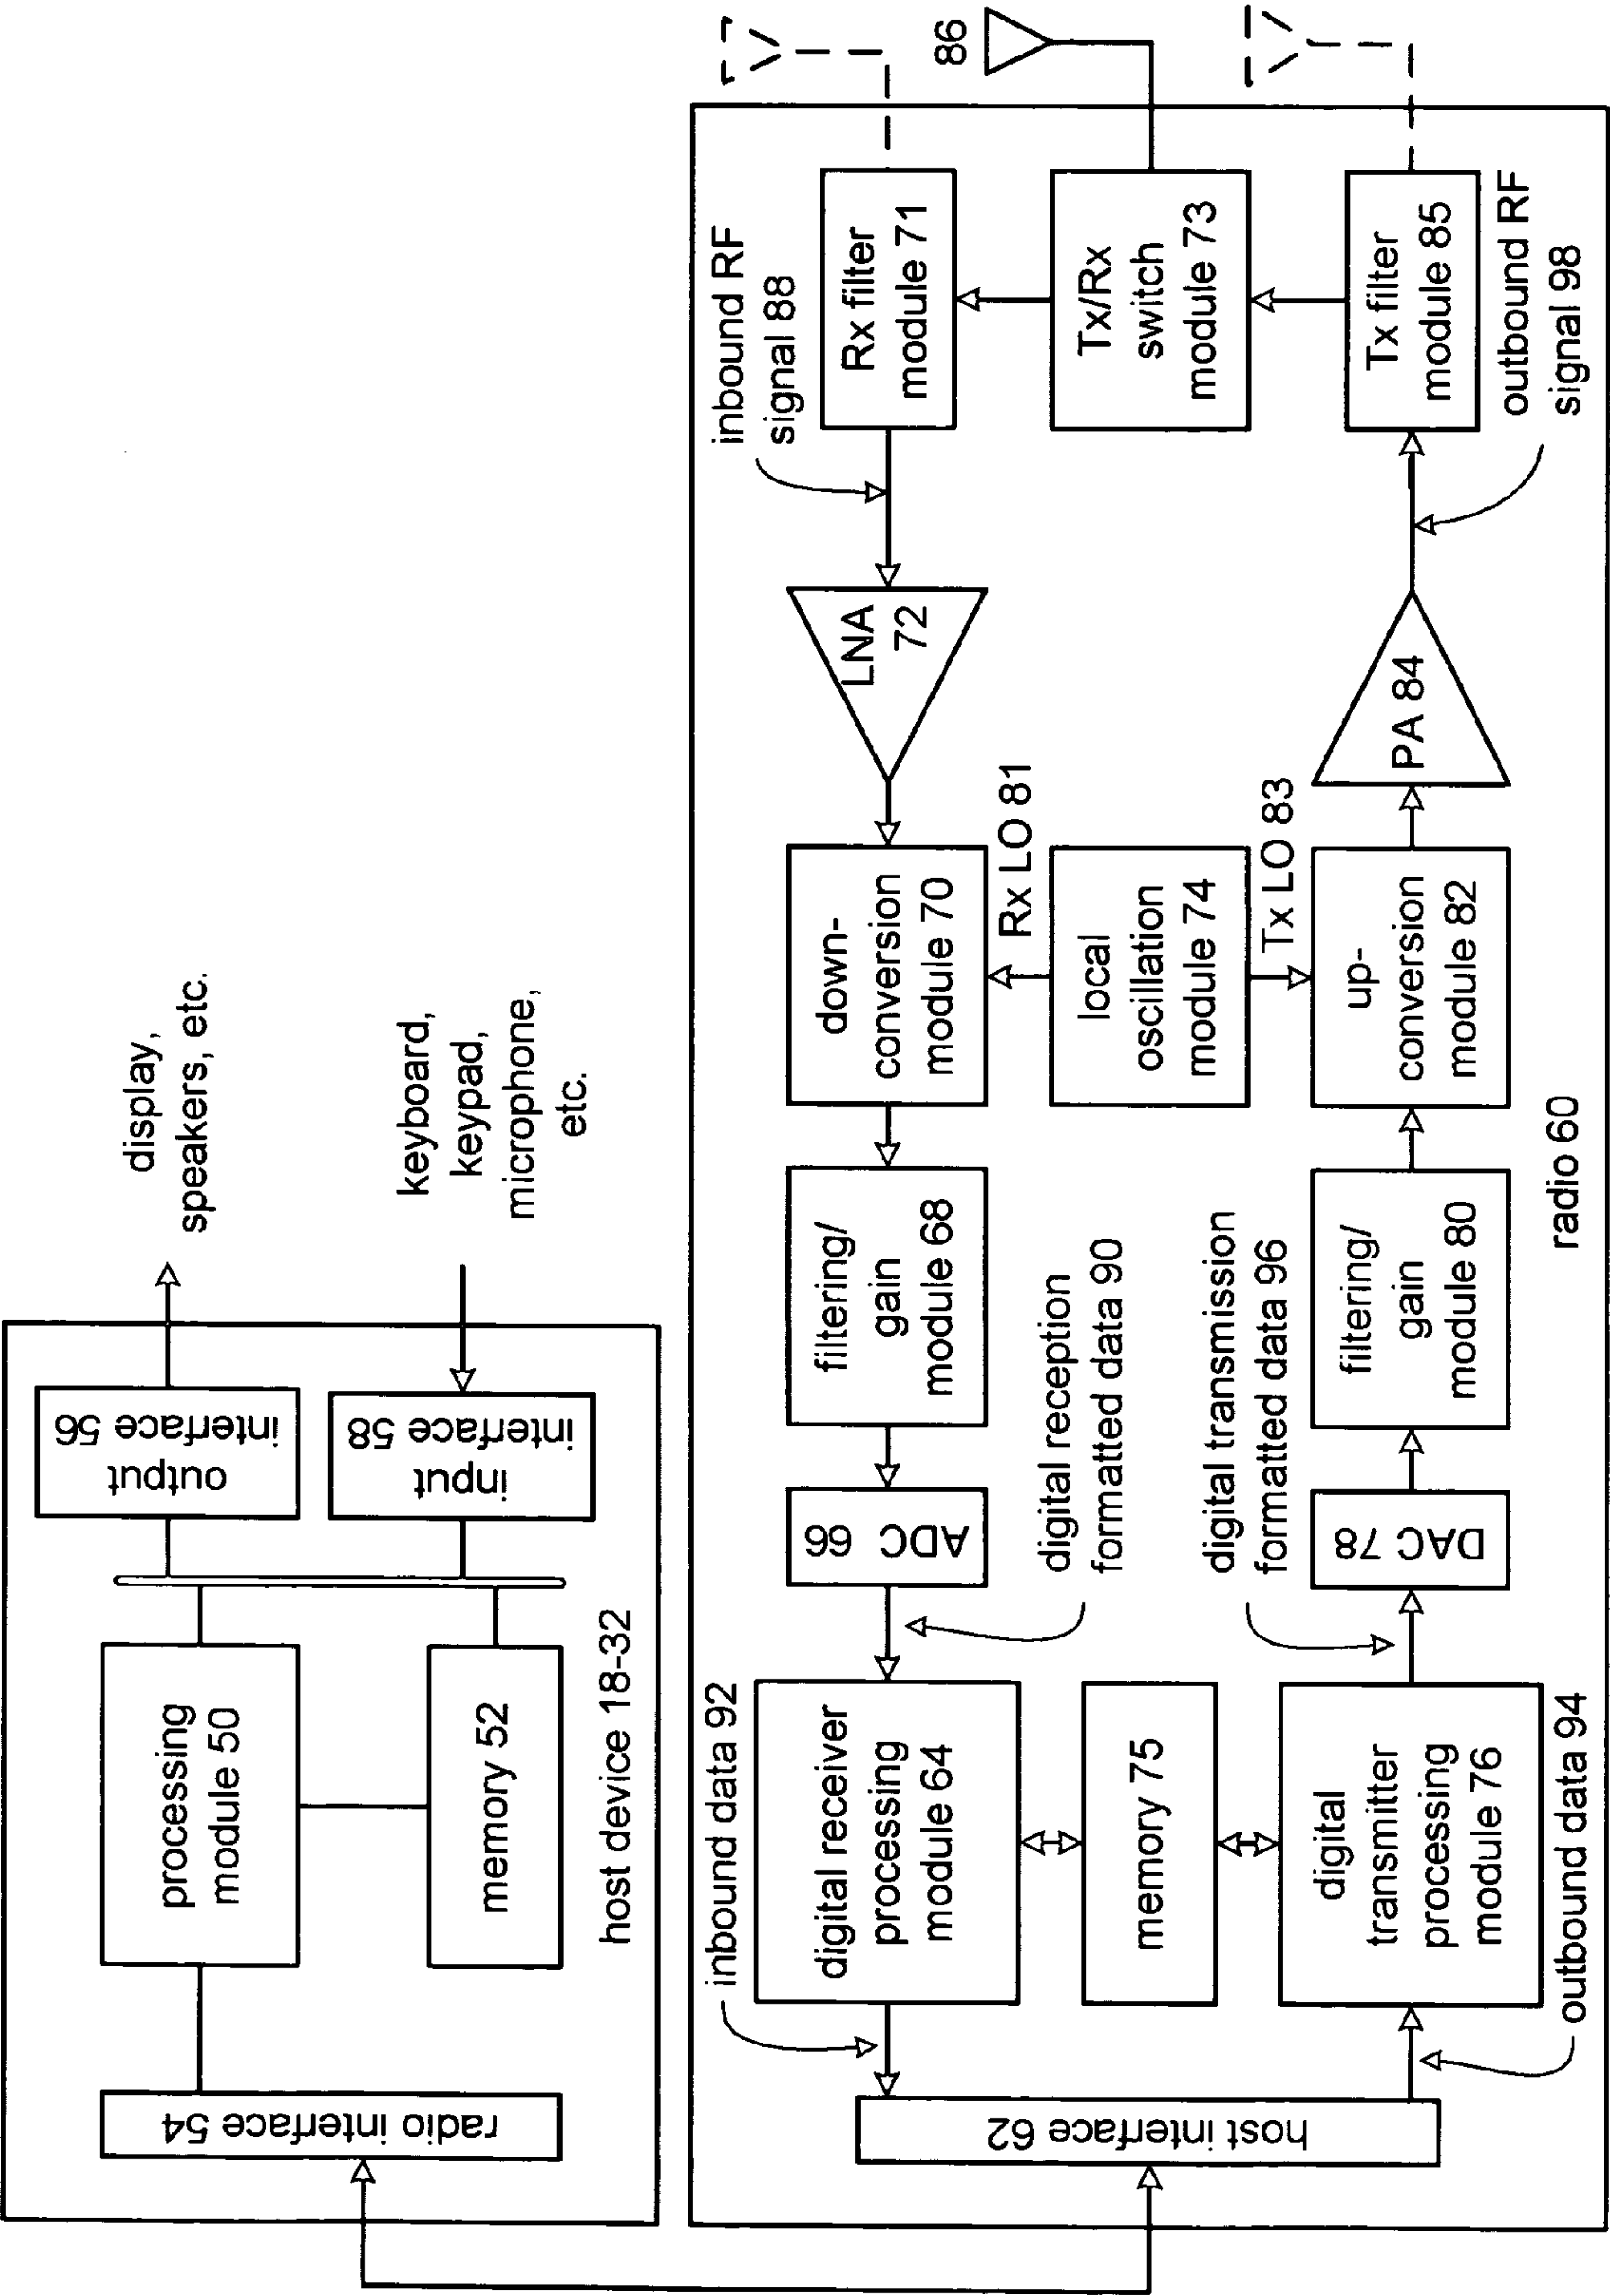 display,
speakers, etc.
keyboard,
keypad,
microphone,
etc.
output
interface 56
input
interface 58
processing
module 50
memory 52
radio interface 54
host device 18-32
86
inbound RF
signal 88
Rx filter
module 71
Tx/Rx
switch
module 73
Tx filter
module 85
outbound RF
signal 98
LNA
72
PA 84
down-
conversion
module 70
Rx LO 81
local
oscillation
module 74
Tx LO 83
up-
conversion
module 82
filtering/
gain
module 68
filtering/
gain
module 80
radio 60
ADC 66
digital reception
formatted data 90
digital transmission
formatted data 96
DAC 78
inbound data 92
digital receiver
processing
module 64
memory 75
digital
transmitter
processing
module 76
outbound data 94
host interface 62